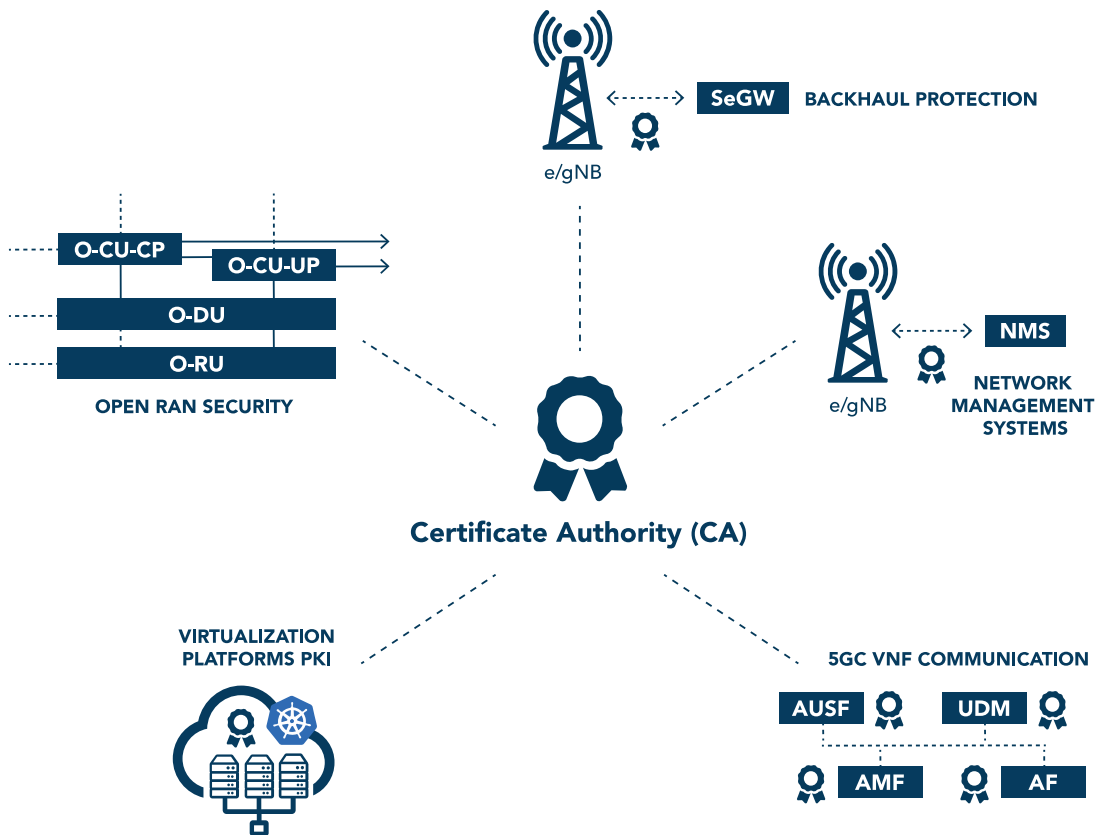 SeGW
BACKHAUL PROTECTION
e/gNB
O-CU-CP
O-CU-UP
O-DU
O-RU
OPEN RAN SECURITY
NMS
e/gNB
NETWORK
MANAGEMENT
SYSTEMS
Certificate Authority (CA)
VIRTUALIZATION
PLATFORMS PKI
5GC VNF COMMUNICATION
AUSF
UDM
AMF
AF